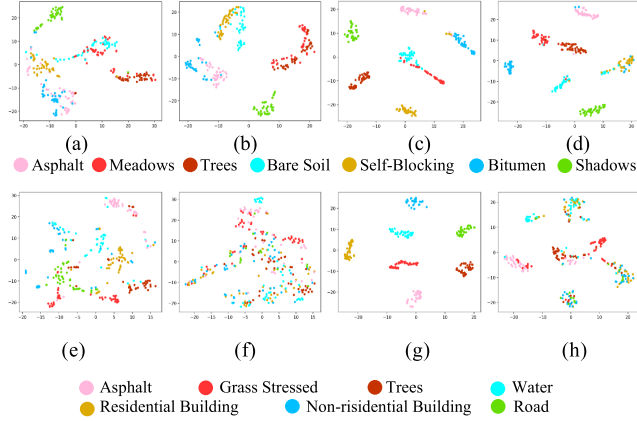 (a) (b) (c) (d)
Asphalt Meadows Trees Bare Soil Self-Blocking Bitumen Shadows
(e) (f) (g) (h)
Asphalt Grass Stressed Trees Water
Residential Building Non-risidential Building Road